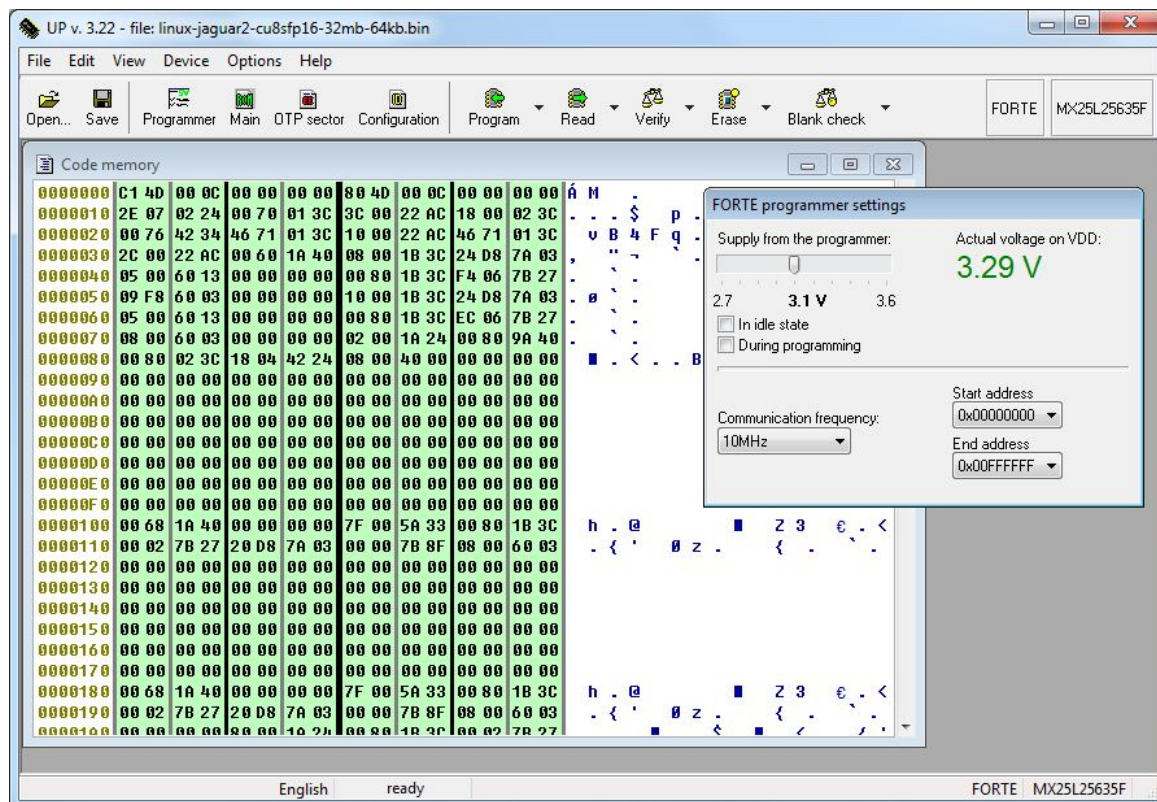 UP v. 3.22 - file: linux-jaguar2-cu8sfp16-32mb-64kb.bin
File Edit View Device Options Help
Open... Save Programmer Main OTP sector Configuration Program Read Verify Erase Blank check FORTE MX25L25635F
Code memory
0000000 C1 4D 00 0C 00 00 00 00 80 4D 00 0C 00 00 00 00 Á M .
0000010 2E 07 02 24 00 70 01 3C 3C 00 22 AC 18 00 02 3C . . . $ p .
0000020 00 76 42 34 46 71 01 3C 10 00 22 AC 46 71 01 3C v B 4 F q .
0000030 2C 00 22 AC 00 60 1A 40 08 00 1B 3C 24 D8 7A 03 , " ¬ ` .
0000040 05 00 60 13 00 00 00 00 00 80 1B 3C F4 06 7B 27 . ` .
0000050 09 F8 60 03 00 00 00 00 10 00 1B 3C 24 D8 7A 03 . ø ` .
0000060 05 00 60 13 00 00 00 00 00 80 1B 3C EC 06 7B 27 . ` .
0000070 08 00 60 03 00 00 00 00 02 00 1A 24 00 80 9A 40 . ` .
0000080 00 80 02 3C 18 04 42 24 08 00 40 00 00 00 00 00 . < . . B
0000090 00 00 00 00 00 00 00 00 00 00 00 00 00 00 00 00
00000A0 00 00 00 00 00 00 00 00 00 00 00 00 00 00 00 00
00000B0 00 00 00 00 00 00 00 00 00 00 00 00 00 00 00 00
00000C0 00 00 00 00 00 00 00 00 00 00 00 00 00 00 00 00
00000D0 00 00 00 00 00 00 00 00 00 00 00 00 00 00 00 00
00000E0 00 00 00 00 00 00 00 00 00 00 00 00 00 00 00 00
00000F0 00 00 00 00 00 00 00 00 00 00 00 00 00 00 00 00
0000100 00 68 1A 40 00 00 00 00 7F 00 5A 33 00 80 1B 3C h . @ Z 3 € . <
0000110 00 02 7B 27 20 D8 7A 03 00 00 7B 8F 08 00 60 03 . { ' Ø z . { . ` .
0000120 00 00 00 00 00 00 00 00 00 00 00 00 00 00 00 00
0000130 00 00 00 00 00 00 00 00 00 00 00 00 00 00 00 00
0000140 00 00 00 00 00 00 00 00 00 00 00 00 00 00 00 00
0000150 00 00 00 00 00 00 00 00 00 00 00 00 00 00 00 00
0000160 00 00 00 00 00 00 00 00 00 00 00 00 00 00 00 00
0000170 00 00 00 00 00 00 00 00 00 00 00 00 00 00 00 00
0000180 00 68 1A 40 00 00 00 00 7F 00 5A 33 00 80 1B 3C h . @ Z 3 € . <
0000190 00 02 7B 27 20 D8 7A 03 00 00 7B 8F 08 00 60 03 . { ' Ø z . { . ` .
00001A0 00 00 00 00 80 00 1A 24 00 80 1B 3C 00 02 7B 27
FORTE programmer settings
Supply from the programmer:
2.7 3.1 V 3.6
In idle state
During programming
Actual voltage on VDD:
3.29 V
Communication frequency:
10MHz
Start address
0x00000000
End address
0x00FFFFFF
English ready FORTE MX25L25635F